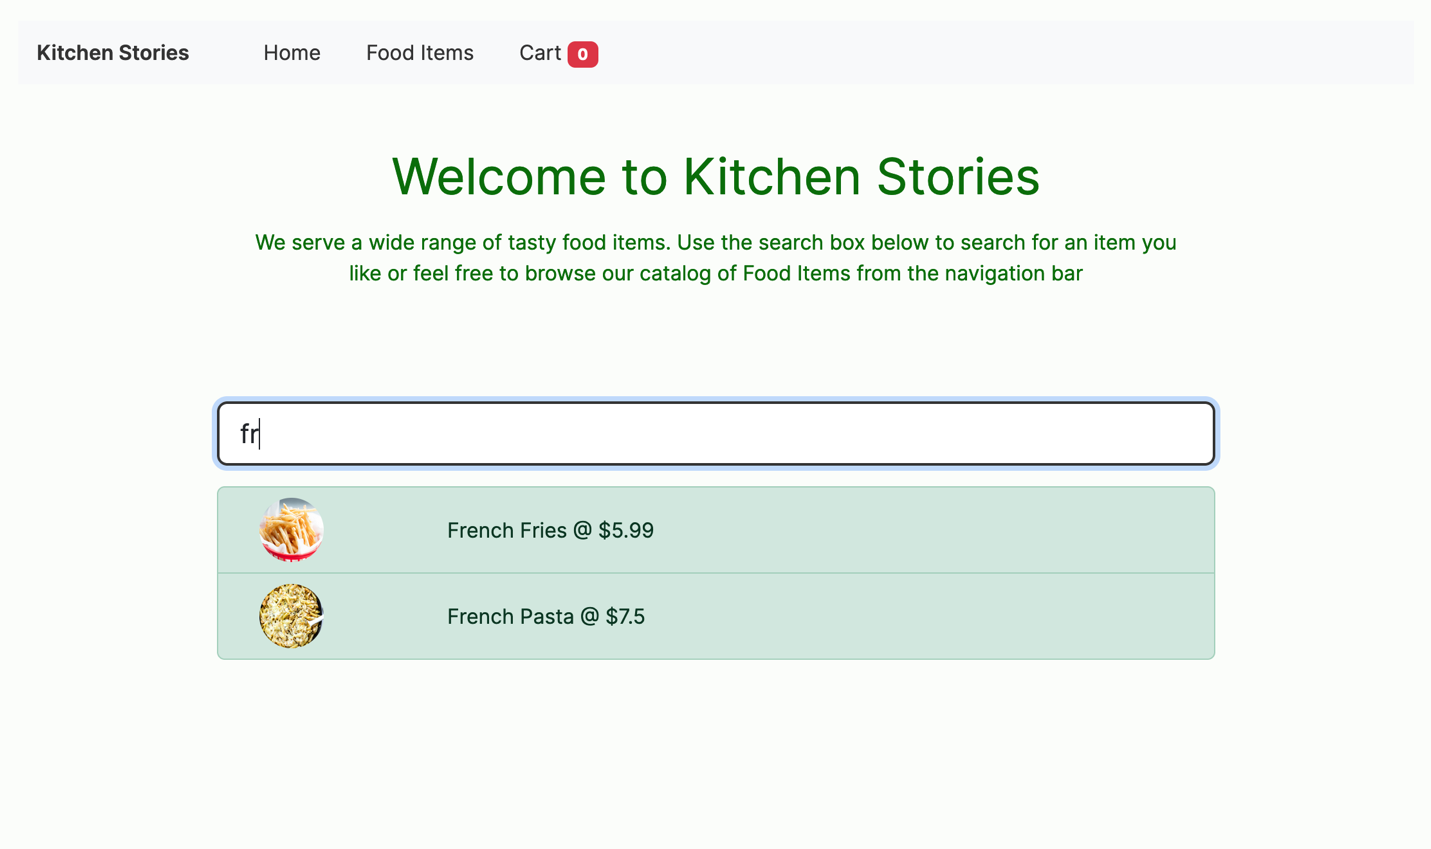 Kitchen Stories Home Food Items Cart 0
Welcome to Kitchen Stories
We serve a wide range of tasty food items. Use the search box below to search for an item you
like or feel free to browse our catalog of Food Items from the navigation bar
fr
French Fries @ $5.99
French Pasta @ $7.5